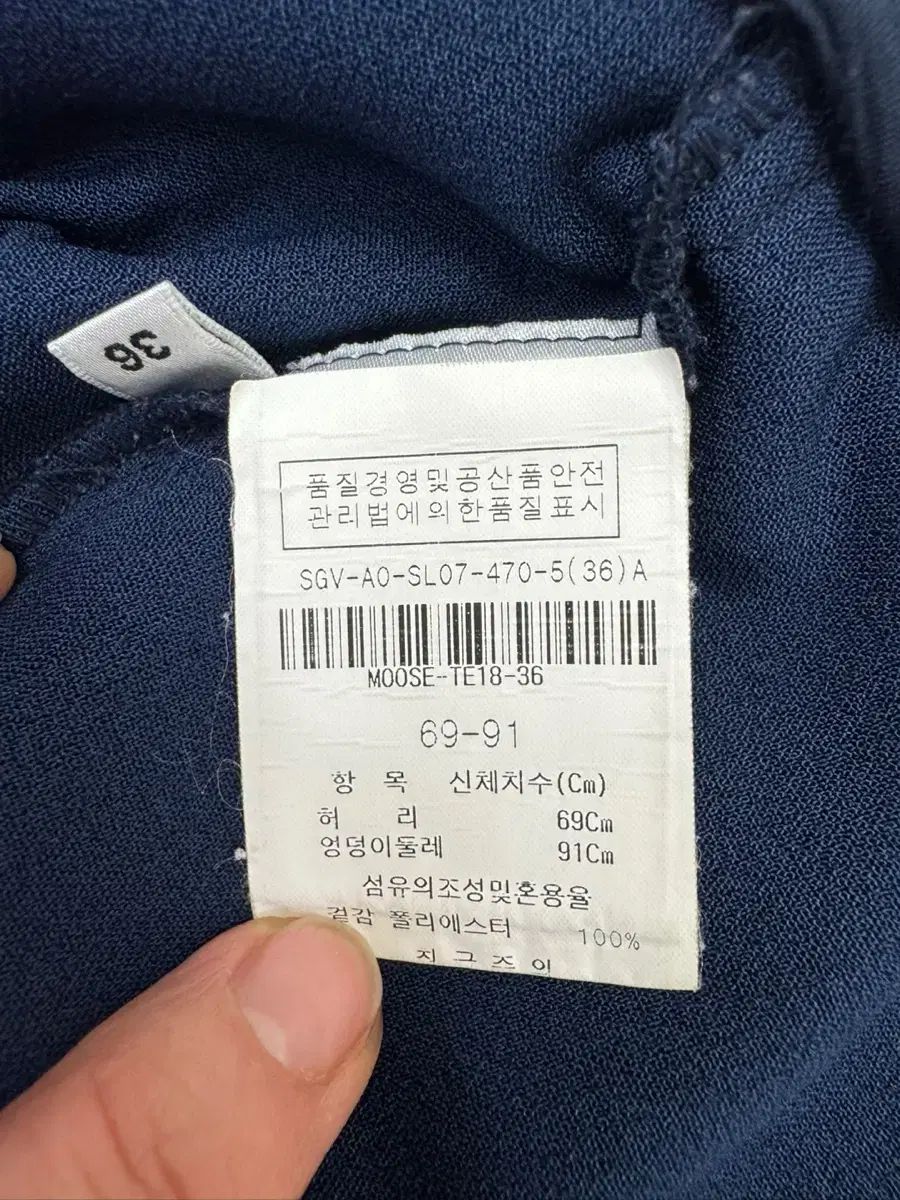 36
품질경영및공산품안전
관리법에의한품질표시
SGV-A0-SL07-470-5(36)A
MOOSE-TE18-36
69-91
항 목 신체치수(Cm)
허 리 69Cm
엉덩이둘레 91Cm
섬유의조성및혼용율
겉감 폴리에스터 100%